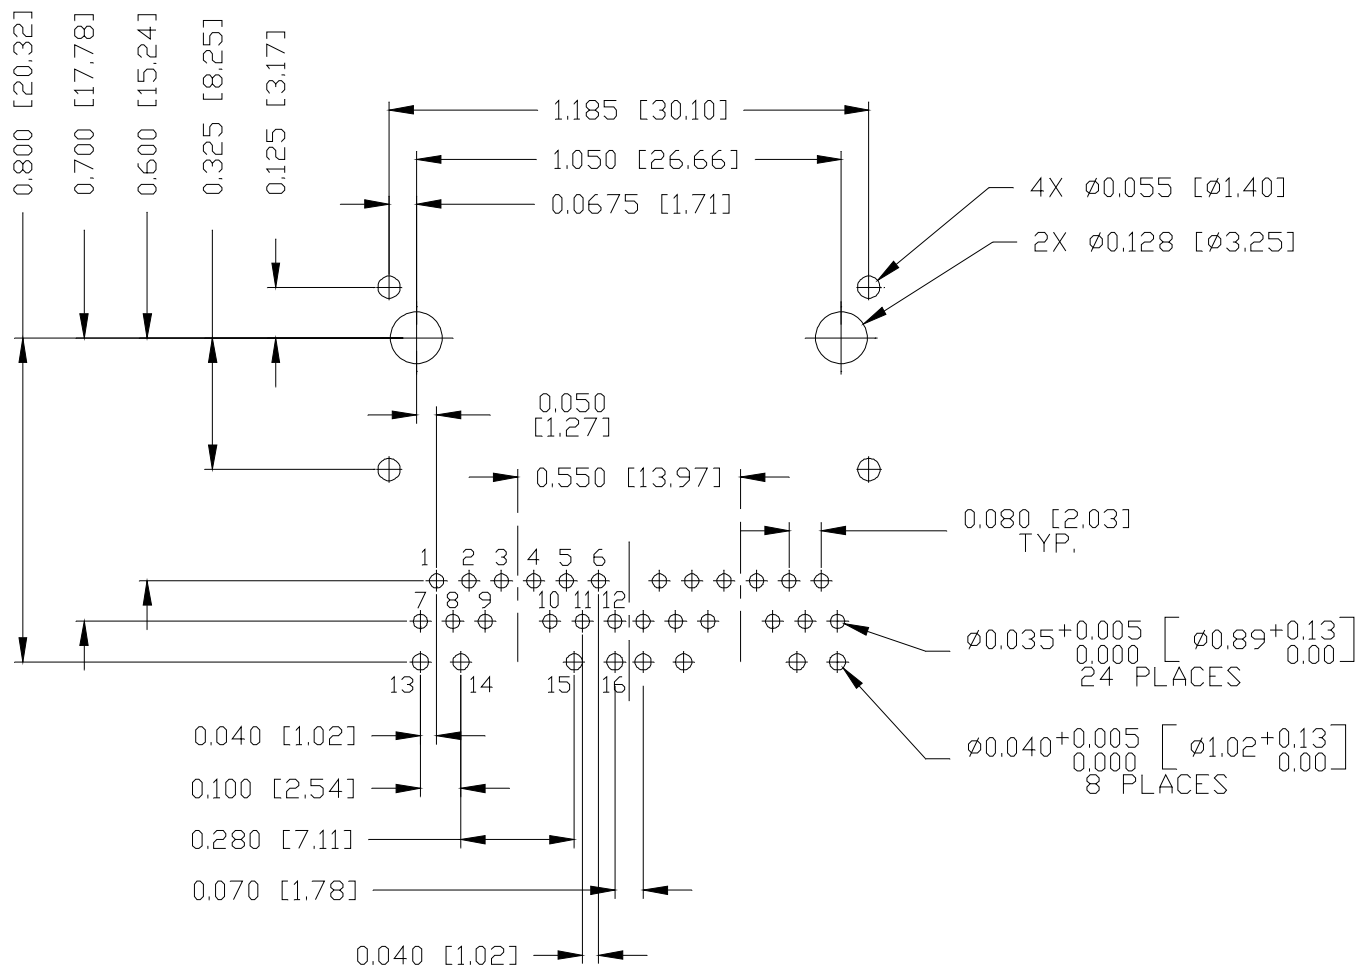 0.800 [20.32]
0.700 [17.78]
0.600 [15.24]
0.325 [8.25]
0.125 [3.17]
1.185 [30.10]
1.050 [26.66]
0.0675 [1.71]
4X ø0.055 [ø1.40]
2X ø0.128 [ø3.25]
0.050
[1.27]
0.550 [13.97]
0.080 [2.03]
TYP.
1 2 3 4 5 6
7 8 9 10 11 12
13 14 15 16
ø0.035 +0.005 [ ø0.89 +0.13 ]
0.000 0.00
24 PLACES
ø0.040 +0.005 [ ø1.02 +0.13 ]
0.000 0.00
8 PLACES
0.040 [1.02]
0.100 [2.54]
0.280 [7.11]
0.070 [1.78]
0.040 [1.02]